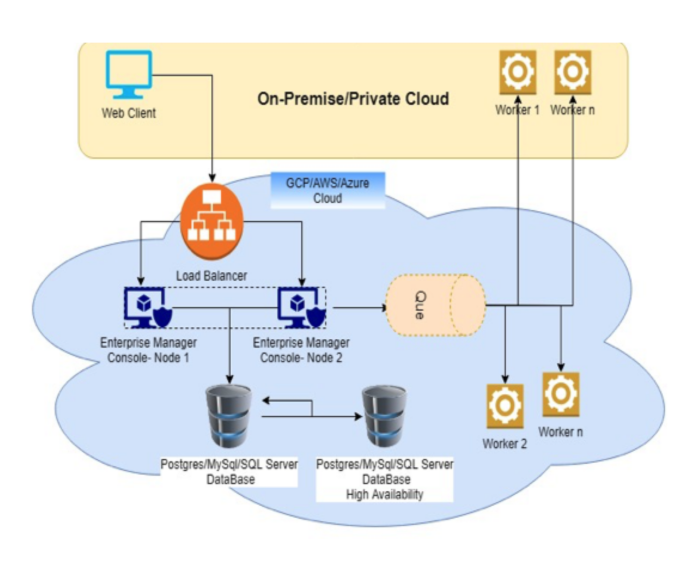 Web Client
On-Premise/Private Cloud
Worker 1
Worker n
GCP/AWS/Azure
Cloud
Load Balancer
Que
Enterprise Manager
Console- Node 1
Enterprise Manager
Console- Node 2
Worker 2
Worker n
Postgres/MySql/SQL Server
DataBase
Postgres/MySql/SQL Server
DataBase
High Availability